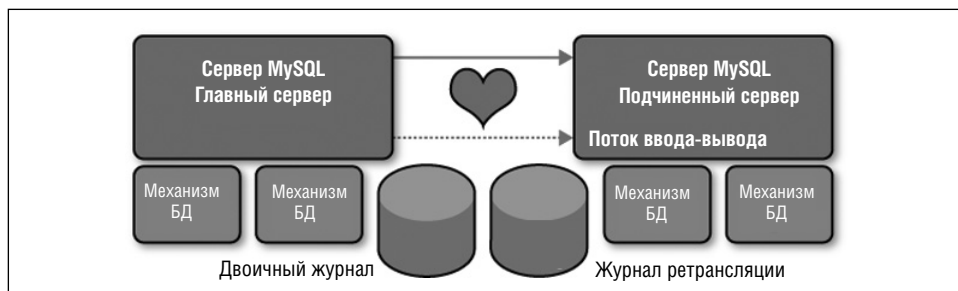 Сервер MySQL
Главный сервер
Сервер MySQL
Подчиненный сервер
Поток ввода-вывода
Механизм
БД
Механизм
БД
Механизм
БД
Механизм
БД
Двоичный журнал
Журнал ретрансляции